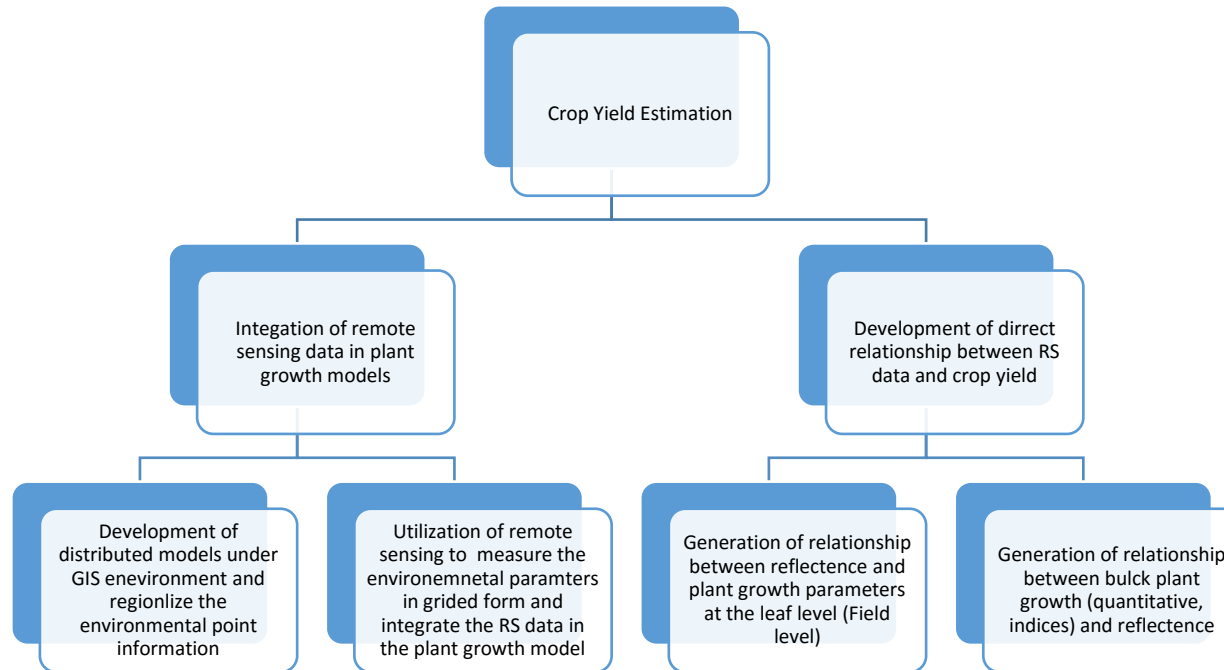 Crop Yield Estimation
Integation of remote
sensing data in plant
growth models
Development of dirrect
relationship between RS
data and crop yield
Development of
distributed models under
GIS enevironment and
regionlize the
environmental point
information
Utilization of remote
sensing to measure the
environemnetal paramters
in grided form and
integrate the RS data in
the plant growth model
Generation of relationship
between reflectence and
plant growth parameters
at the leaf level (Field
level)
Generation of relationship
between bulck plant
growth (quantitative,
indices) and reflectence